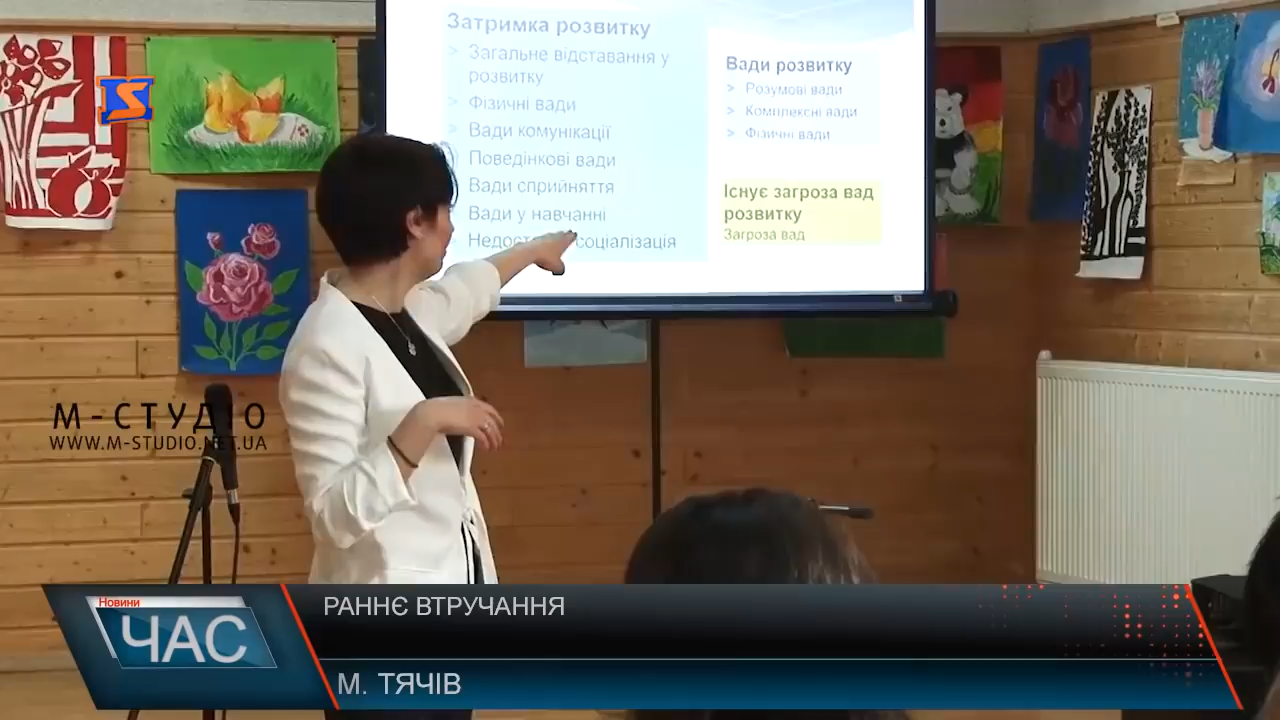 Затримка розвитку
> Загальне відставання у
розвитку
> Фізичні вади
> Вади комунікації
Поведінкові вади
Вади сприйняття
Вади у навчанні
соціалізація
Вади розвитку
> Розумові вади
> Комплексні вади
> Фізичні вади
Існує загроза вад
розвитку
Загроза вад
М-СТУДІО
WWW.M-STUDIO.NET.UA
Новини
ЧАС
РАННЄ ВТРУЧАННЯ
М. ТЯЧІВ